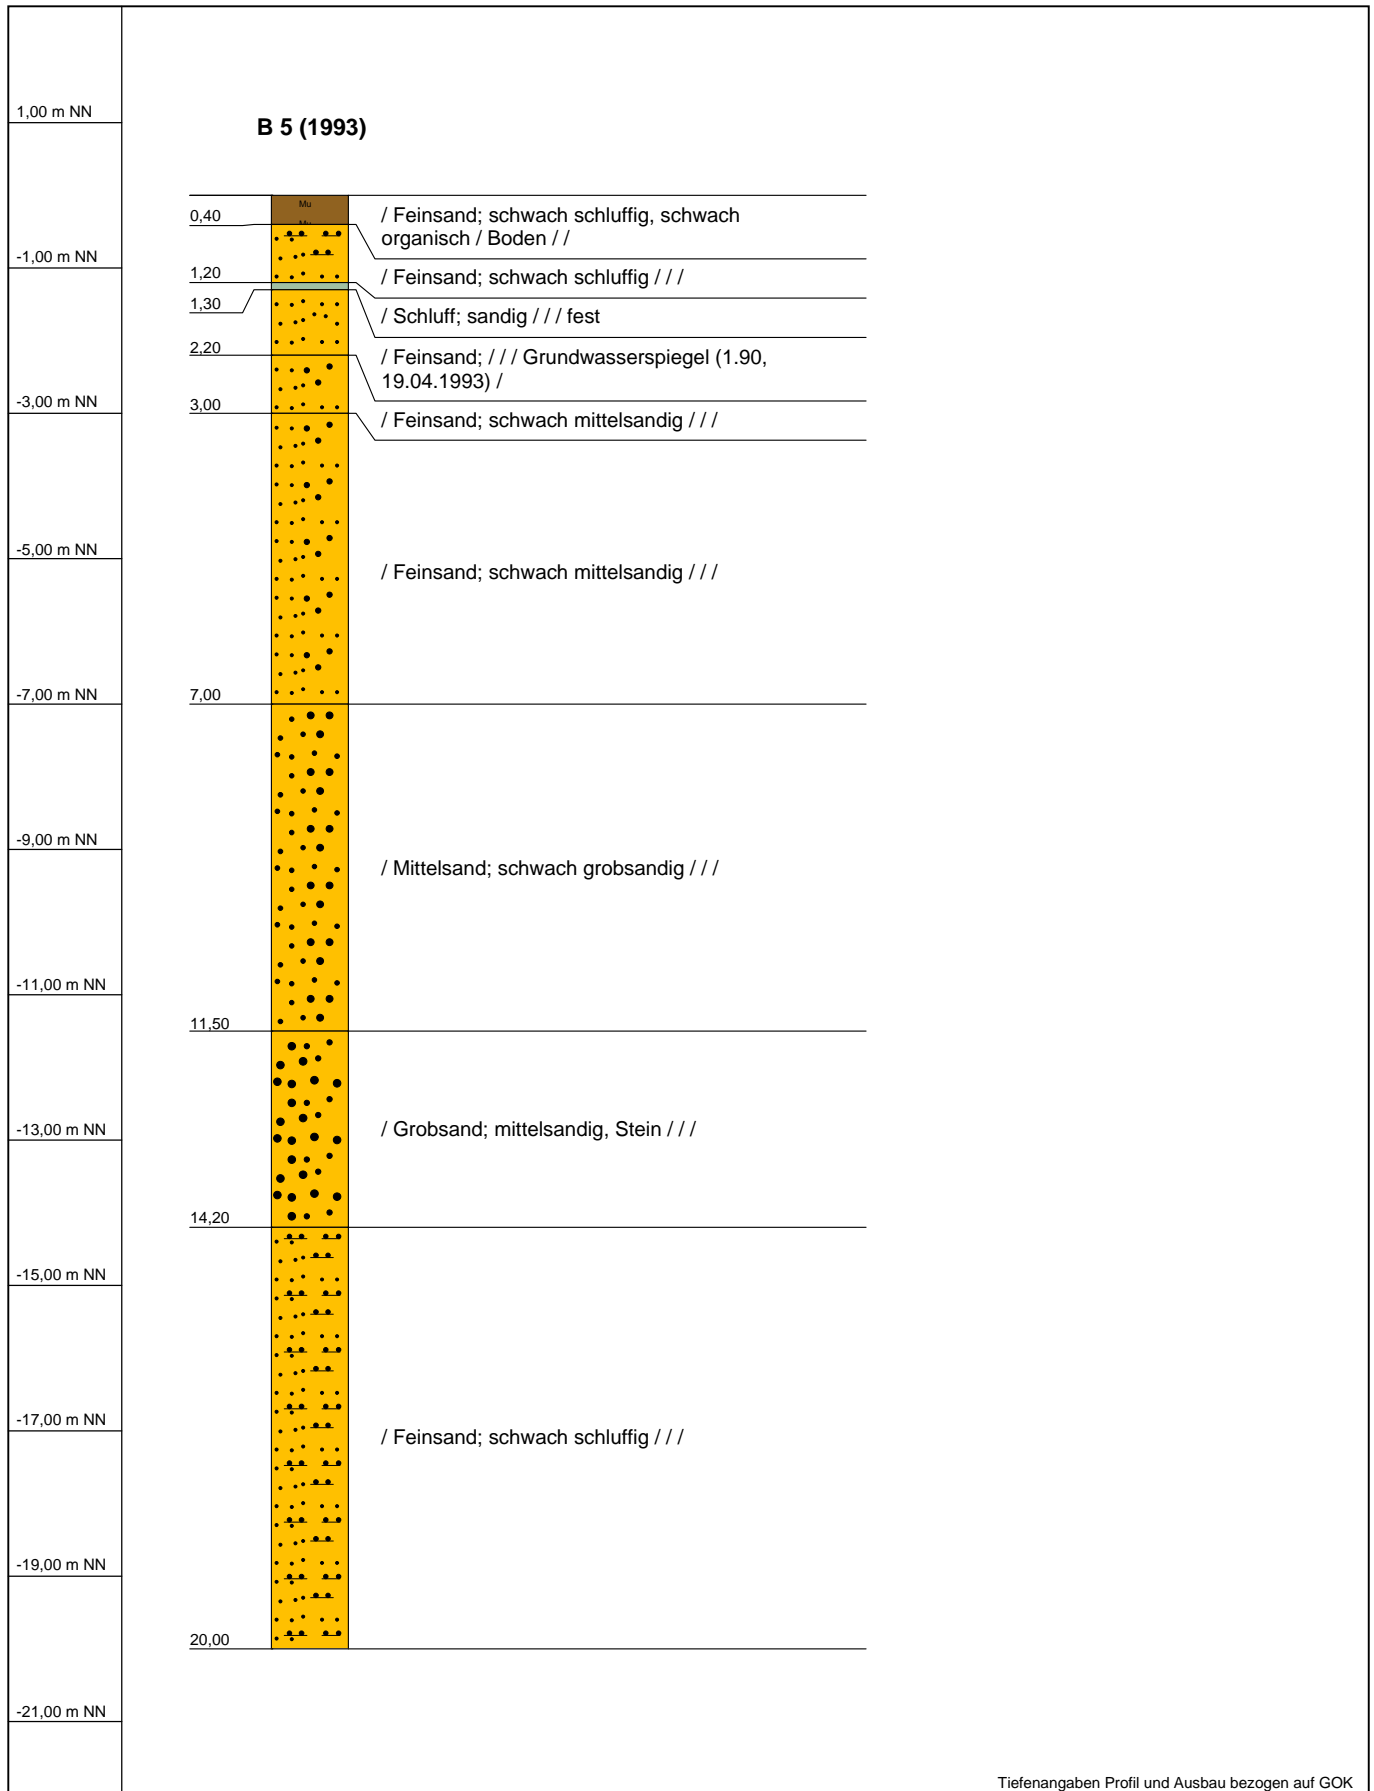 1,00 m NN
B 5 (1993)
Mu
0,40
/ Feinsand; schwach schluffig, schwach
organisch / Boden / /
-1,00 m NN
1,20
/ Feinsand; schwach schluffig / / /
1,30
/ Schluff; sandig / / / fest
2,20
/ Feinsand; / / / Grundwasserspiegel (1.90,
19.04.1993) /
-3,00 m NN
3,00
/ Feinsand; schwach mittelsandig / / /
-5,00 m NN
/ Feinsand; schwach mittelsandig / / /
-7,00 m NN
7,00
-9,00 m NN
/ Mittelsand; schwach grobsandig / / /
-11,00 m NN
11,50
-13,00 m NN
/ Grobsand; mittelsandig, Stein / / /
14,20
-15,00 m NN
-17,00 m NN
/ Feinsand; schwach schluffig / / /
-19,00 m NN
20,00
-21,00 m NN
Tiefenangaben Profil und Ausbau bezogen auf GOK